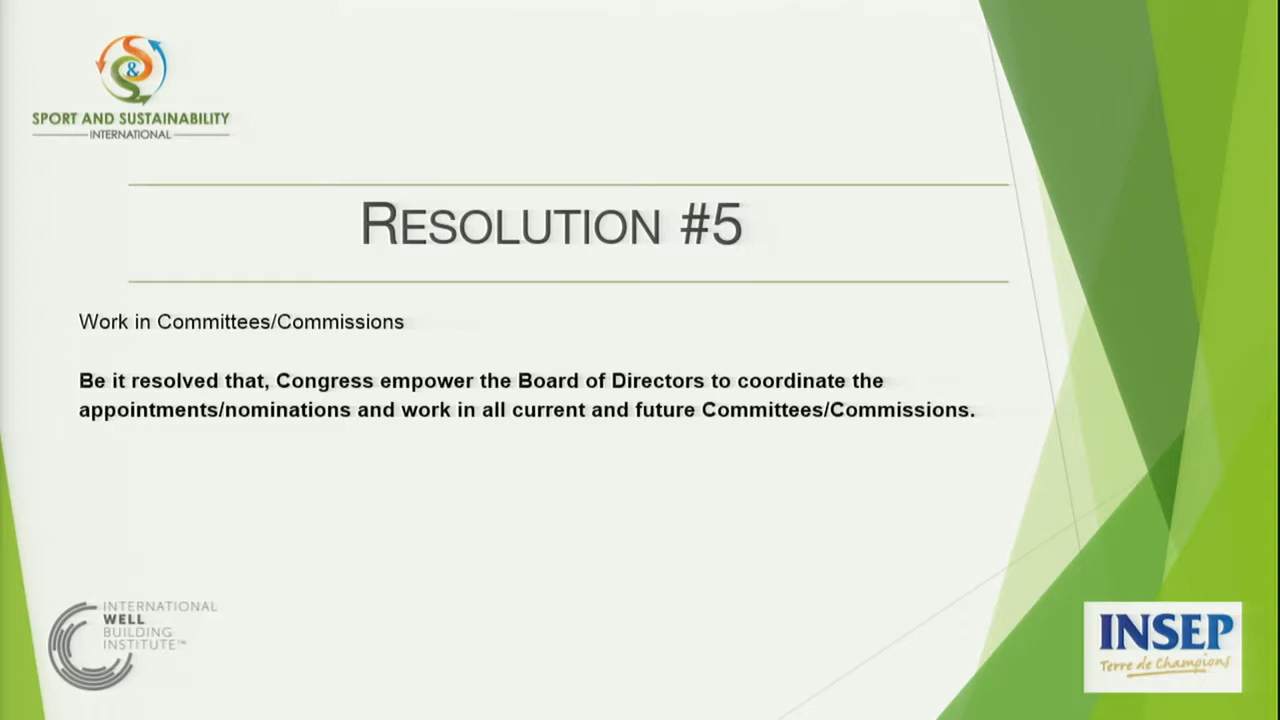 S & S
SPORT AND SUSTAINABILITY
INTERNATIONAL
RESOLUTION #5
Work in Committees/Commissions
Be it resolved that, Congress empower the Board of Directors to coordinate the
appointments/nominations and work in all current and future Committees/Commissions.
INTERNATIONAL
WELL
BUILDING
INSTITUTE™
INSEP
Terre de Champions